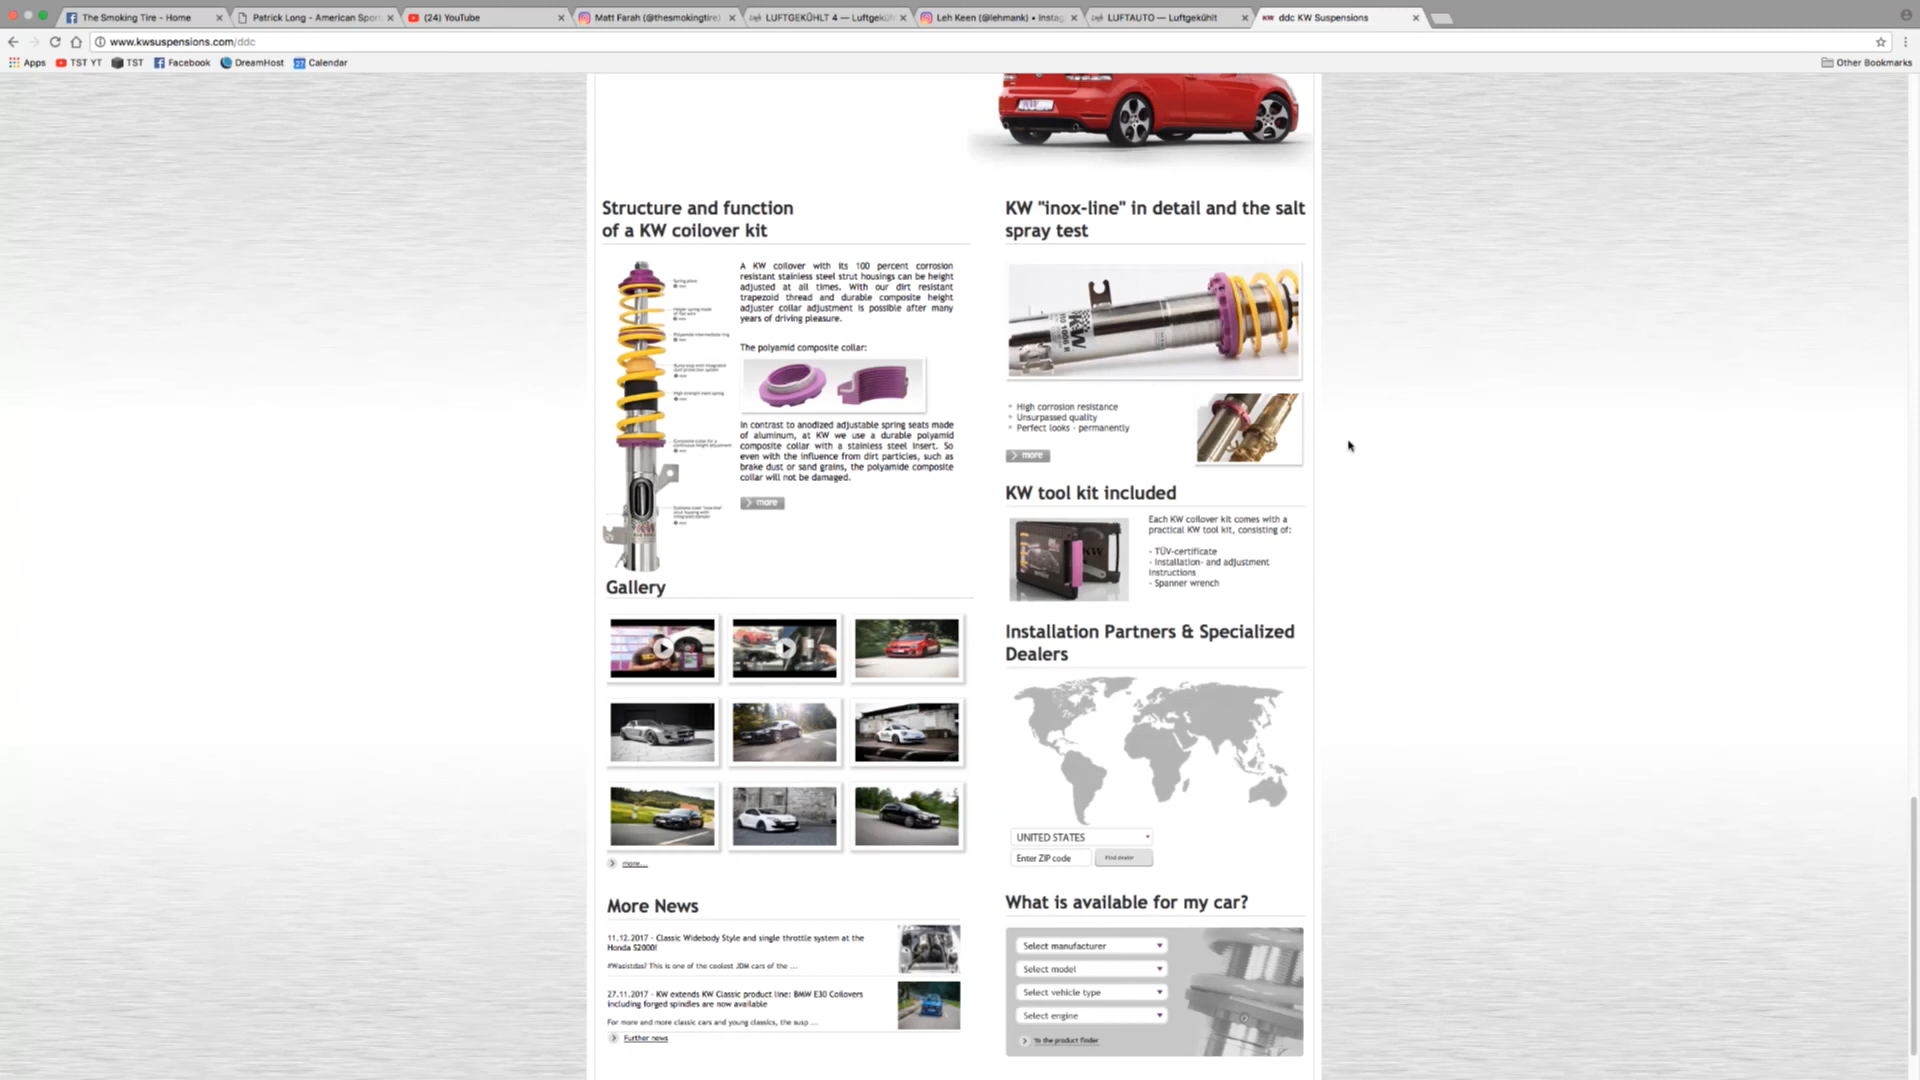 The Smoking Tire - Home
Patrick Long - American Sport
(24) YouTube
Matt Farah (@thesmokingtire)
LUFTGEKÜHLT 4 — Luftgekühlt
Leh Keen (@lehmank) • Instag
LUFTAUTO — Luftgekühlt
ddc KW Suspensions
www.kwsuspensions.com/ddc
Apps
TST YT
TST
Facebook
DreamHost
Calendar
Other Bookmarks
Structure and function
of a KW coilover kit
A KW coilover with its 100 percent corrosion
resistant stainless steel strut housings can be height
adjusted at all times. With our dirt resistant
trapezoid thread and durable composite height
adjuster collar adjustment is possible after many
years of driving pleasure.
The polyamid composite collar:
In contrast to anodized adjustable spring seats made
of aluminum, at KW we use a durable polyamid
composite collar with a stainless steel insert. So
even with the influence from dirt particles, such as
brake dust or sand grains, the polyamide composite
collar will not be damaged.
more
Gallery
more...
More News
11.12.2017 - Classic Widebody Style and single throttle system at the
Honda S2000!
#Wasistdas? This is one of the coolest JDM cars of the ...
27.11.2017 - KW extends KW Classic product line: BMW E30 Coilovers
including forged spindles are now available
For more and more classic cars and young classics, the susp ...
Further news
KW "inox-line" in detail and the salt
spray test
KW
High corrosion resistance
Unsurpassed quality
Perfect looks - permanently
more
KW tool kit included
Each KW coilover kit comes with a
practical KW tool kit, consisting of:
- TÜV-certificate
- Installation- and adjustment
instructions
- Spanner wrench
Installation Partners & Specialized
Dealers
UNITED STATES
Enter ZIP code
Find dealer
What is available for my car?
Select manufacturer
Select model
Select vehicle type
Select engine
to the product finder